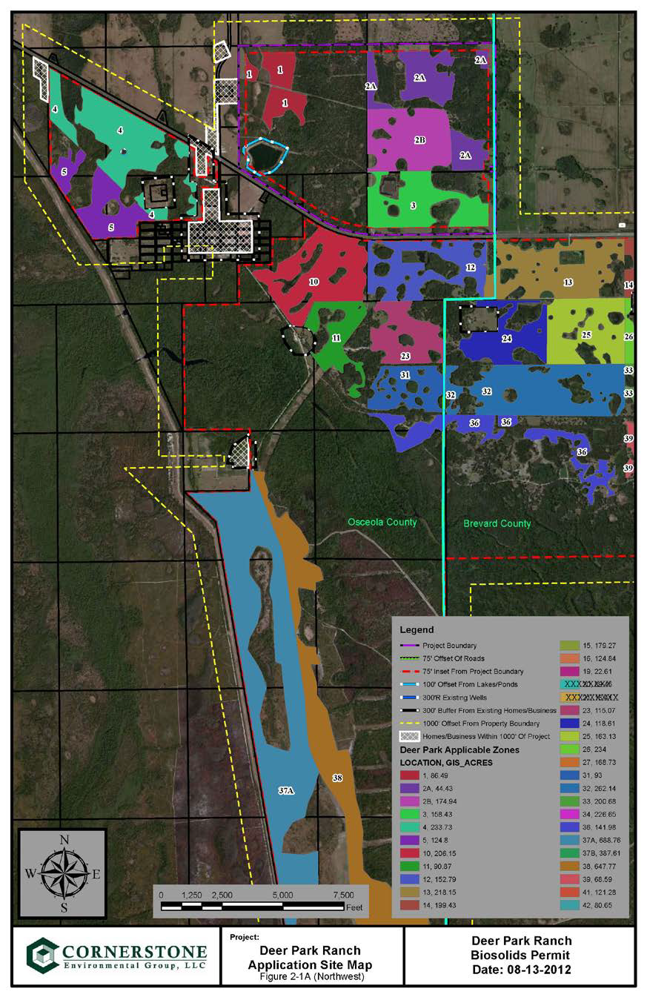 1
1
1
2A
2A
2A
2B
2A
3
4
4
4
5
5
10
11
12
13
14
23
24
25
26
31
32
32
33
33
36
36
36
39
39
Osceola County
Brevard County
37A
38
Legend
Project Boundary
75' Offset Of Roads
75' Inset From Project Boundary
100' Offset From Lakes/Ponds
300'R Existing Wells
300' Buffer From Existing Homes/Business
1000' Offset From Property Boundary
Homes/Business Within 1000' Of Project
Deer Park Applicable Zones
LOCATION, GIS_ACRES
1, 86.49
2A, 44.43
2B, 174.94
3, 158.43
4, 233.73
5, 124.8
10, 206.15
11, 90.87
12, 152.79
13, 218.15
14, 199.43
15, 179.27
16, 124.84
19, 22.61
23, 115.07
24, 118.61
25, 163.13
26, 234
27, 168.73
31, 93
32, 262.14
33, 200.68
34, 226.65
36, 141.98
37A, 688.76
37B, 387.61
38, 647.77
39, 68.59
41, 121.28
42, 80.65
N
W E
S
0 1,250 2,500 5,000 7,500
Feet
CORNERSTONE
Environmental Group, LLC
Project:
Deer Park Ranch
Application Site Map
Figure 2-1A (Northwest)
Deer Park Ranch
Biosolids Permit
Date: 08-13-2012